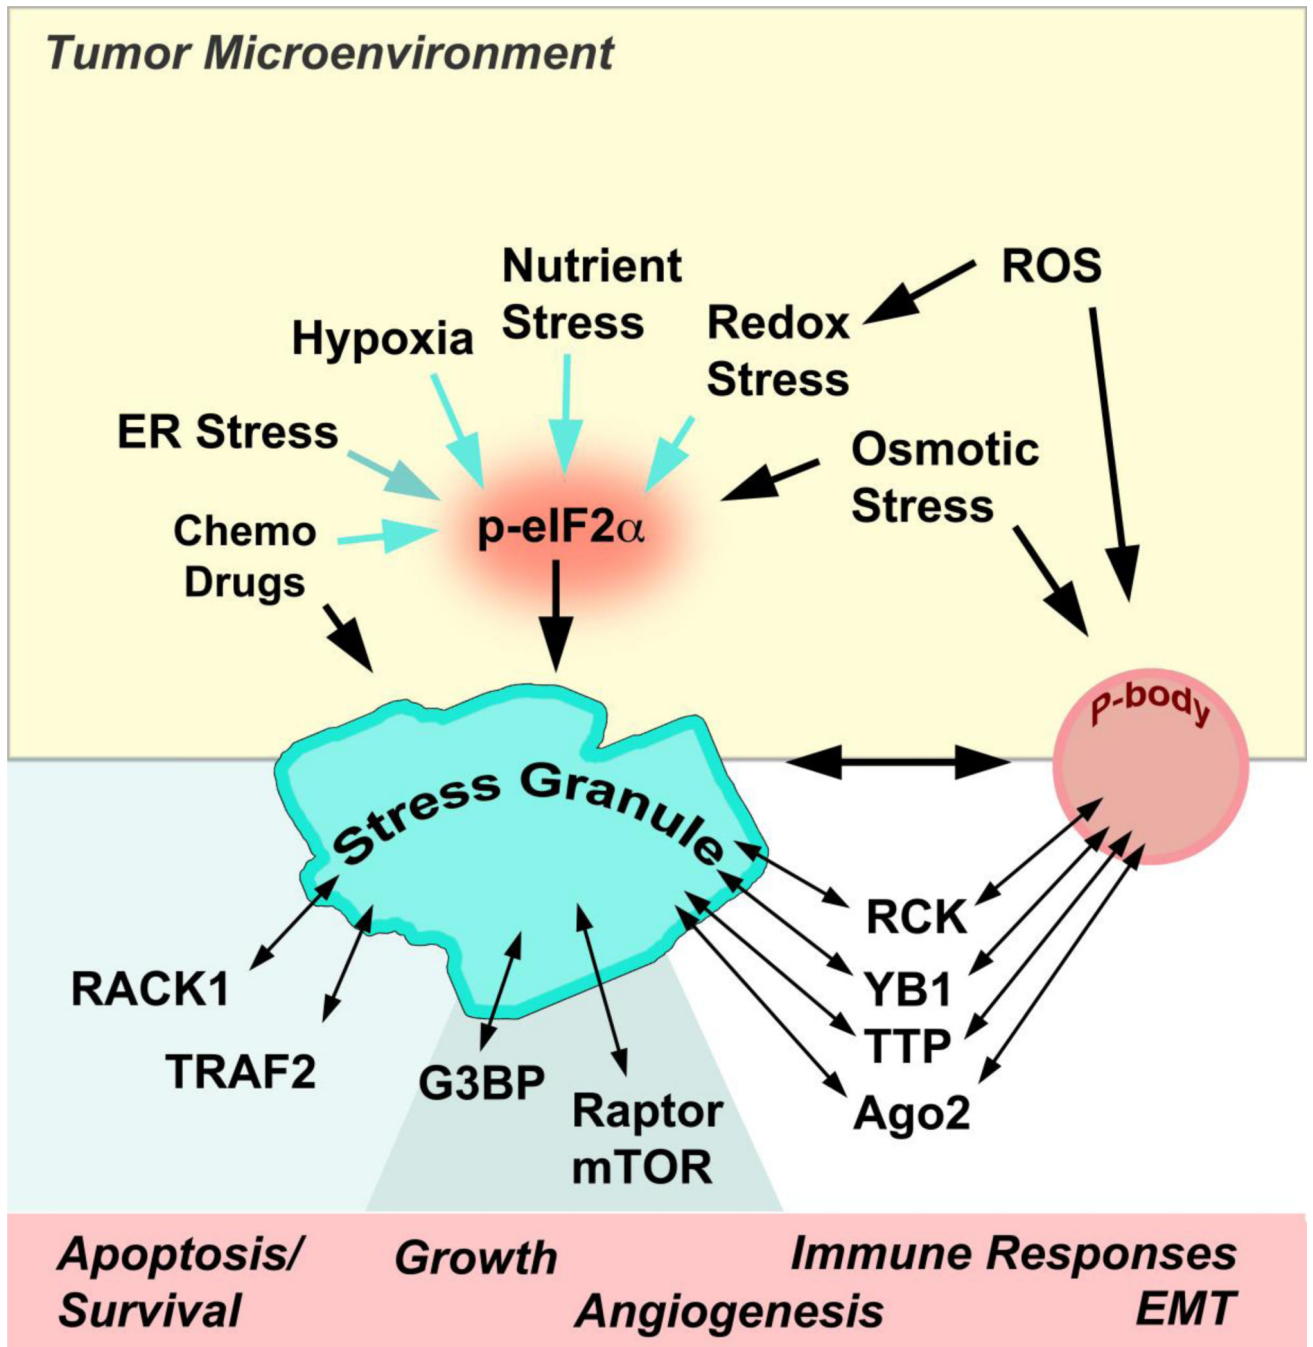 Tumor Microenvironment
Nutrient
Stress
ROS
Hypoxia
Redox
Stress
ER Stress
Osmotic
Stress
Chemo
Drugs
p-eIF2α
P-body
Stress Granule
RCK
RACK1
YB1
TTP
TRAF2
G3BP
Raptor
mTOR
Ago2
Apoptosis/
Survival
Growth
Angiogenesis
Immune Responses
EMT